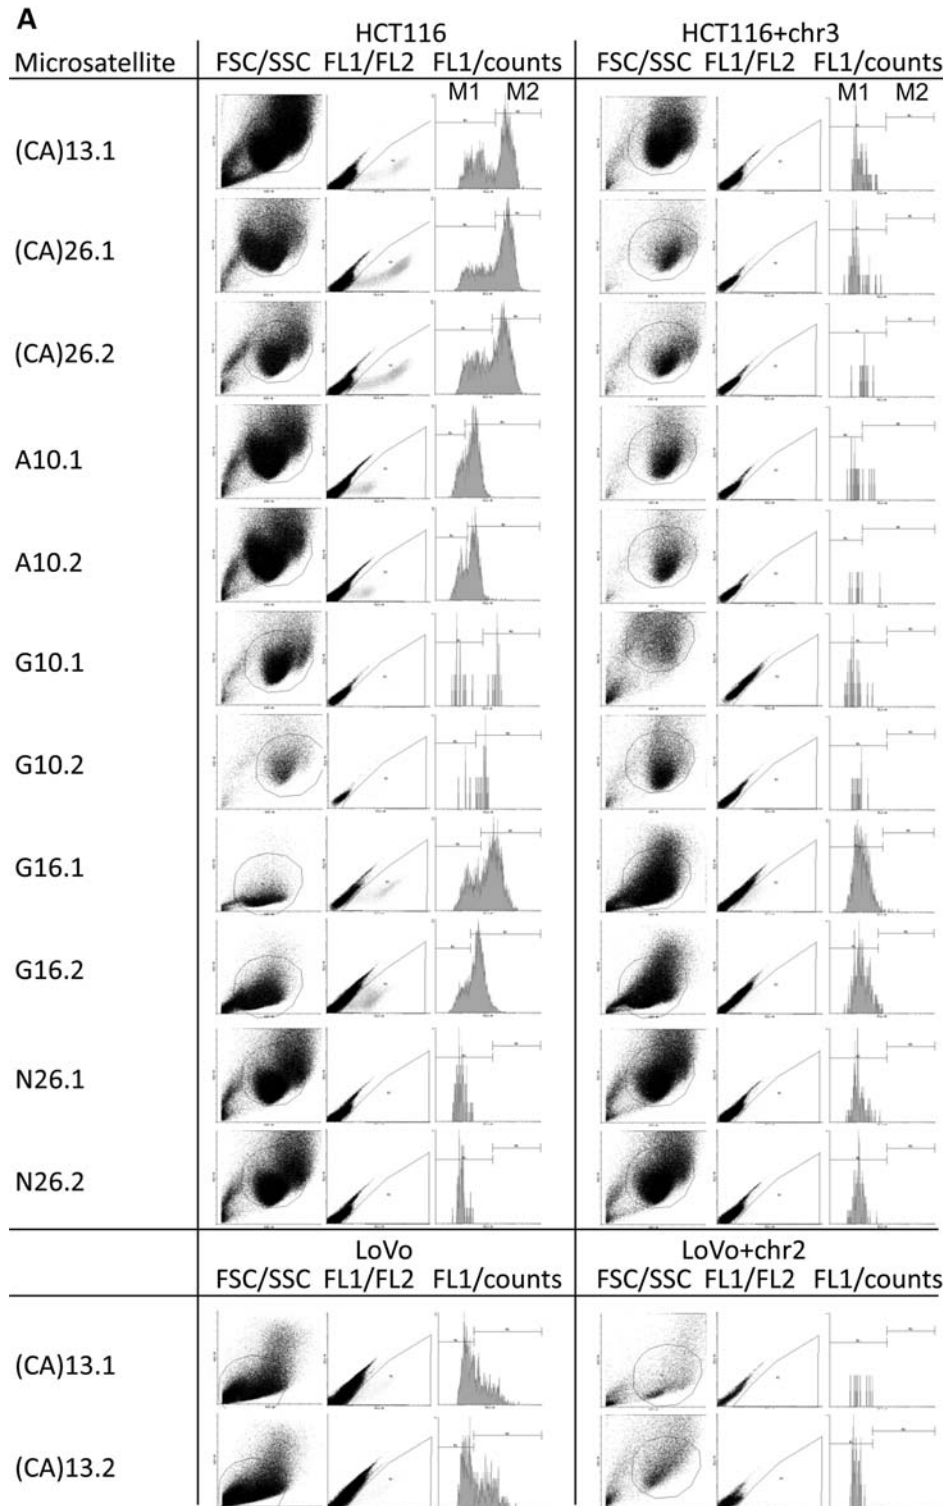 A
HCT116 HCT116+chr3
Microsatellite FSC/SSC FL1/FL2 FL1/counts FSC/SSC FL1/FL2 FL1/counts
M1 M2 M1 M2
(CA)13.1
(CA)26.1
(CA)26.2
A10.1
A10.2
G10.1
G10.2
G16.1
G16.2
N26.1
N26.2
LoVo LoVo+chr2
FSC/SSC FL1/FL2 FL1/counts FSC/SSC FL1/FL2 FL1/counts
(CA)13.1
(CA)13.2